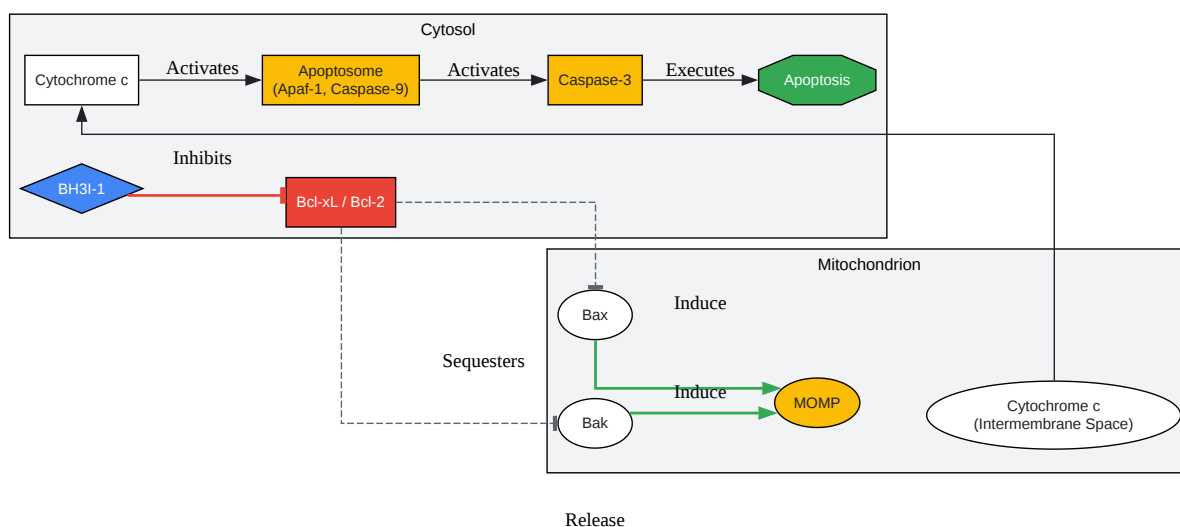 Cytosol
Cytochrome c
Activates
Apoptosome
(Apaf-1, Caspase-9)
Activates
Caspase-3
Executes
Apoptosis
Inhibits
BH3I-1
Bcl-xL / Bcl-2
Mitochondrion
Bax
Induce
Sequesters
Induce
MOMP
Bak
Cytochrome c
(Intermembrane Space)
Release